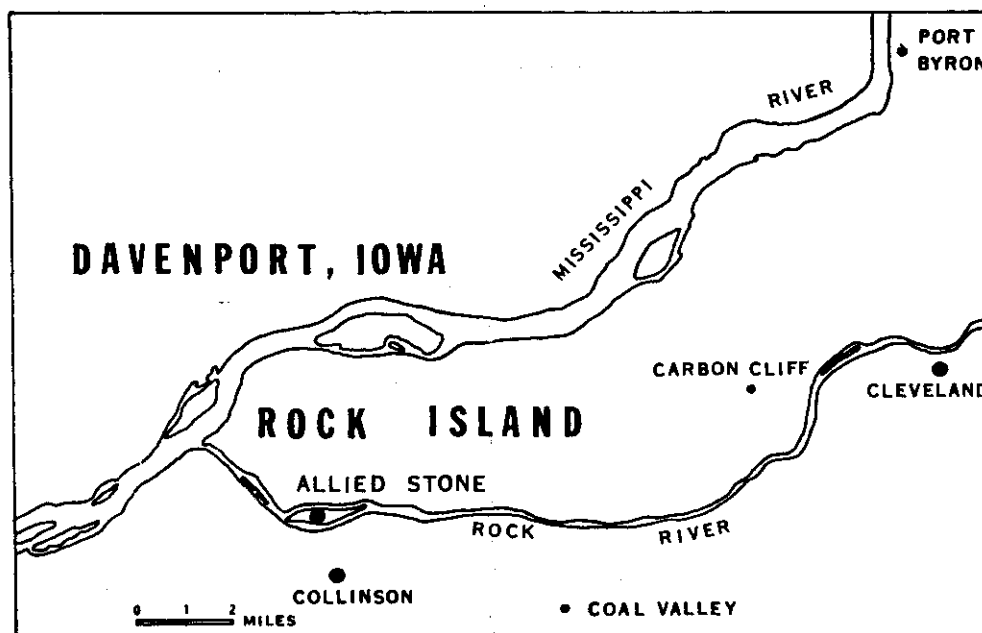 PORT
BYRON
RIVER
MISSISSIPPI
DAVENPORT, IOWA
CARBON CLIFF
CLEVELAND
ROCK ISLAND
ALLIED STONE
ROCK
RIVER
COLLINSON
COAL VALLEY
0 1 2
MILES